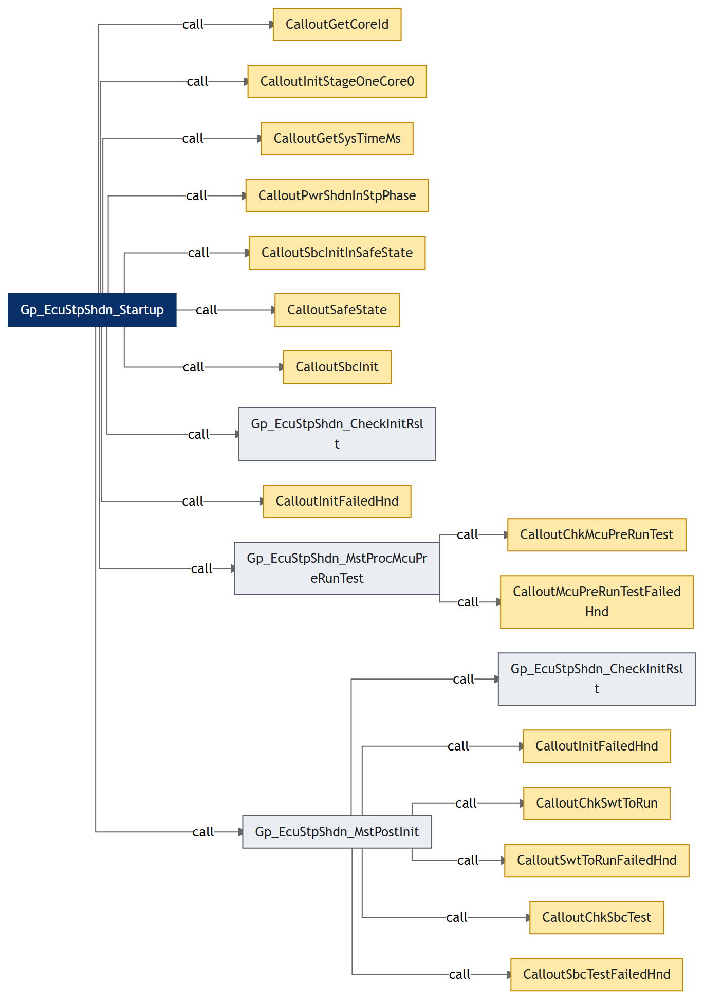 call
CalloutGetCoreId
call
CalloutInitStageOneCore0
call
CalloutGetSysTimeMs
call
CalloutPwrShdnInStpPhase
call
CalloutSbcInitInSafeState
Gp_EcuStpShdn_Startup
call
CalloutSafeState
call
CalloutSbcInit
call
Gp_EcuStpShdn_CheckInitRsl
t
call
CalloutInitFailedHnd
call
Gp_EcuStpShdn_MstProcMcuPr
eRunTest
call
CalloutChkMcuPreRunTest
call
CalloutMcuPreRunTestFailed
Hnd
call
Gp_EcuStpShdn_MstPostInit
call
Gp_EcuStpShdn_CheckInitRsl
t
call
CalloutInitFailedHnd
call
CalloutChkSwtToRun
call
CalloutSwtToRunFailedHnd
call
CalloutChkSbcTest
call
CalloutSbcTestFailedHnd